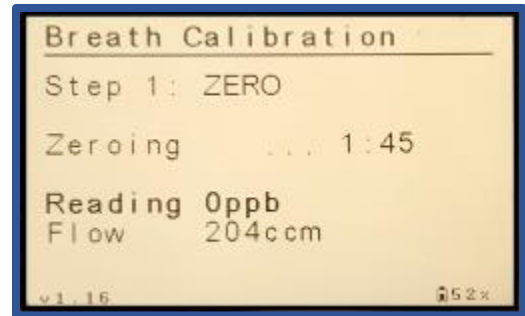 Breath Calibration
Step 1: ZERO
Zeroing ... 1:45
Reading 0ppb
Flow 204ccm
v1.16 52%